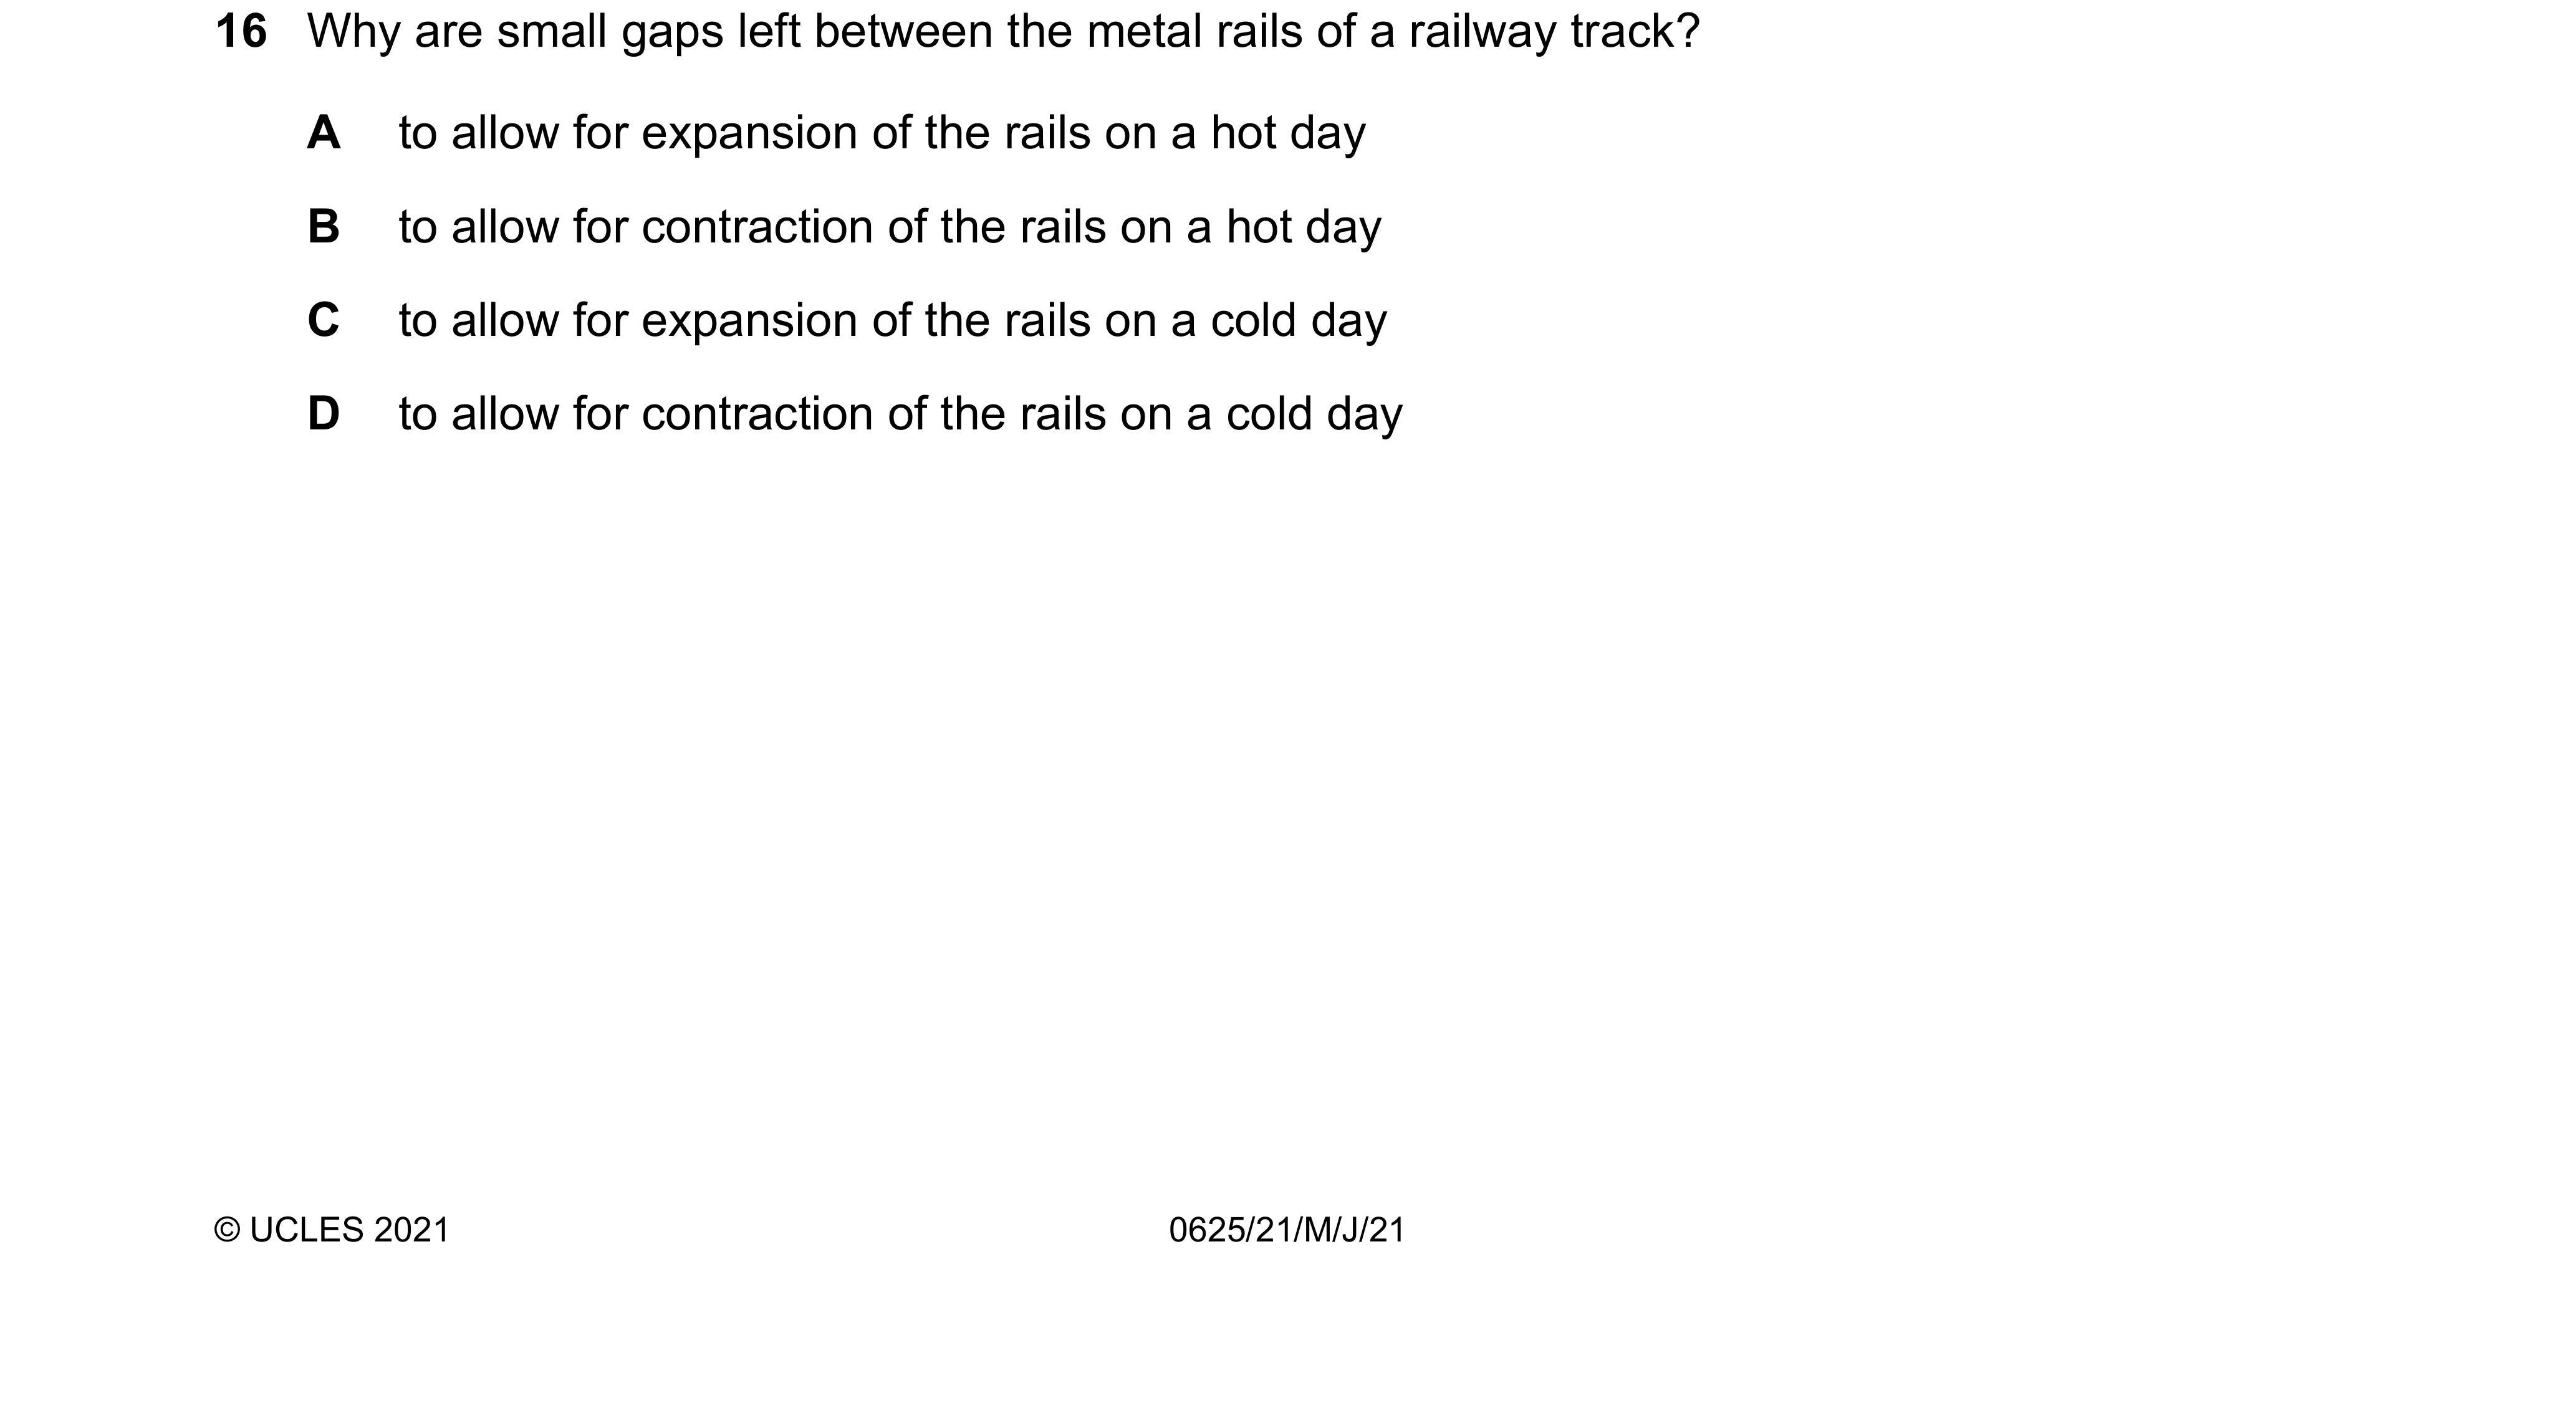 16 Why are small gaps left between the metal rails of a railway track?
A to allow for expansion of the rails on a hot day
B to allow for contraction of the rails on a hot day
C to allow for expansion of the rails on a cold day
D to allow for contraction of the rails on a cold day
© UCLES 2021 0625/21/M/J/21